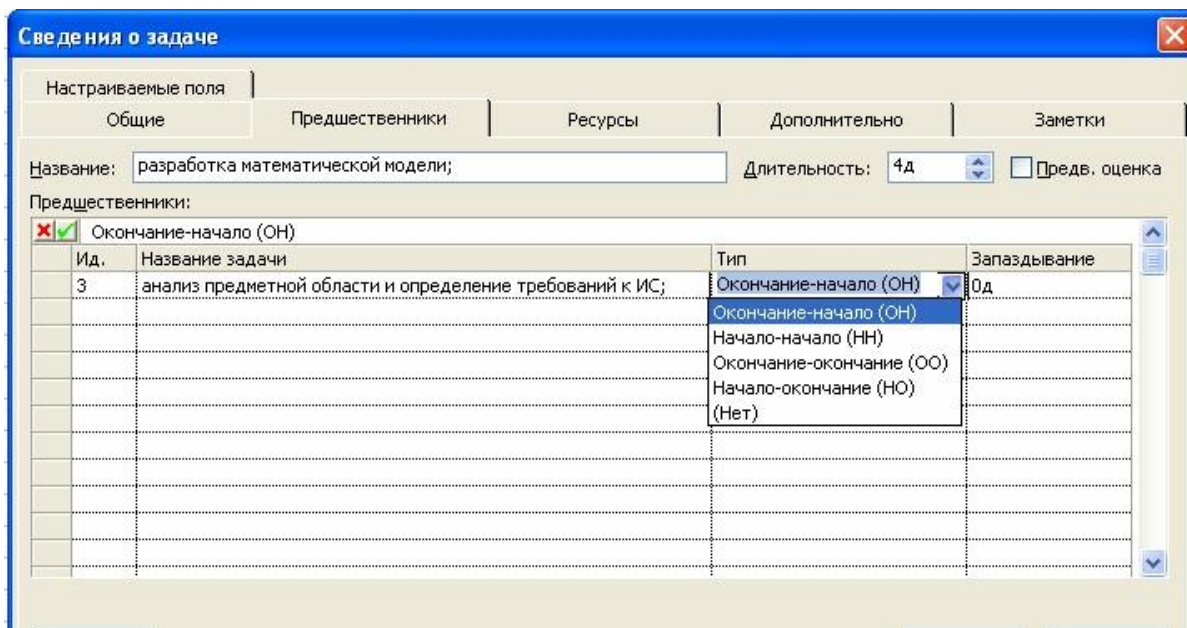 Сведения о задаче
Настраиваемые поля
Общие Предшественники Ресурсы Дополнительно Заметки
Название: разработка математической модели; Длительность: 4д Предв. оценка
Предшественники:
Окончание-начало (ОН)
Ид. Название задачи Тип Запаздывание
3 анализ предметной области и определение требований к ИС; Окончание-начало (ОН) 0д
Окончание-начало (ОН)
Начало-начало (НН)
Окончание-окончание (ОО)
Начало-окончание (НО)
(Нет)